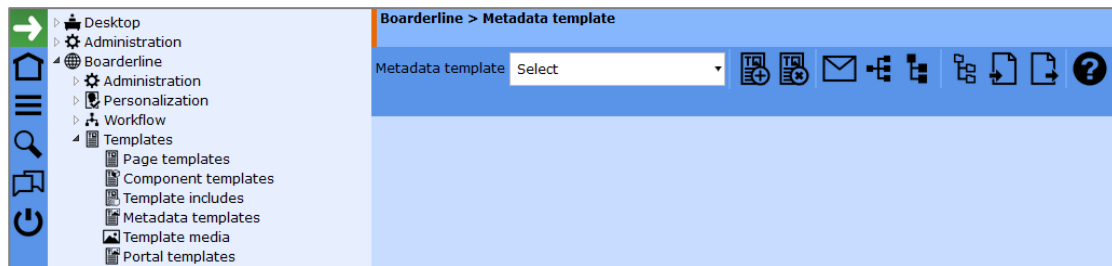 Desktop
Administration
Boarderline
Administration
Personalization
Workflow
Templates
Page templates
Component templates
Template includes
Metadata templates
Template media
Portal templates
Boarderline > Metadata template
Metadata template Select